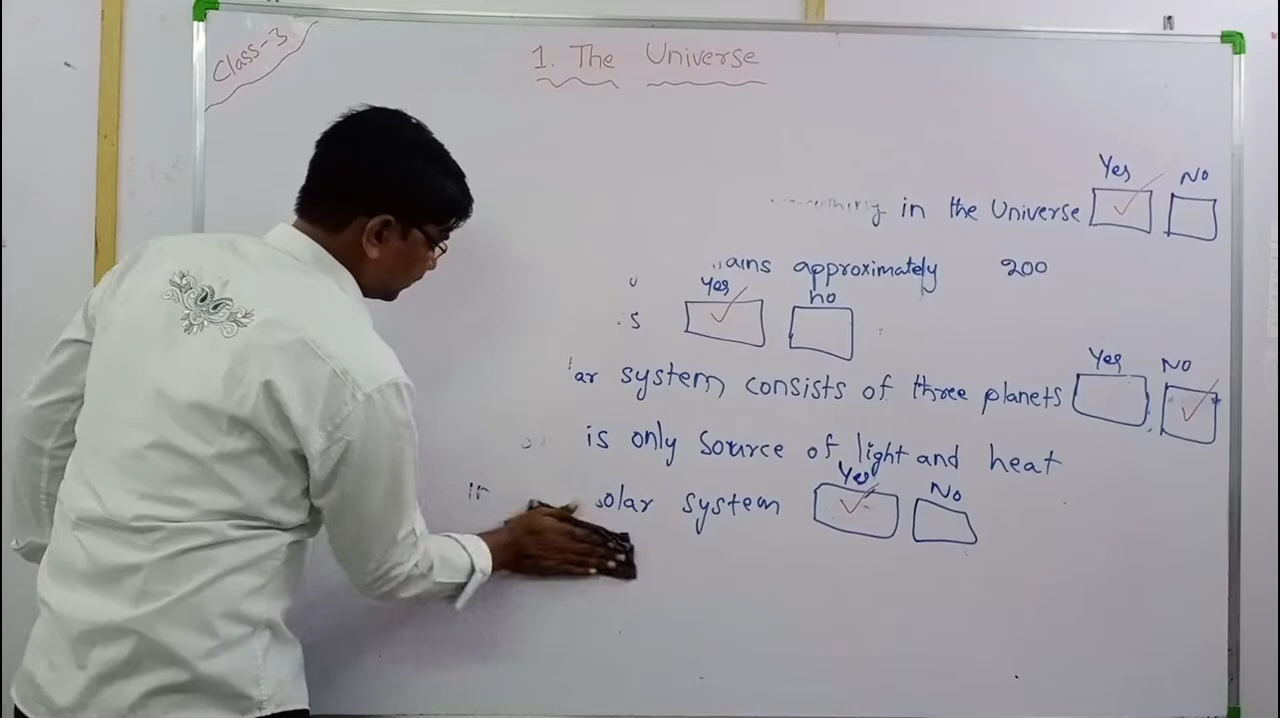 Class-3
1. The Universe
Yes No
in the Universe
approximately 200
Yes no
system consists of three planets
Yes No
is only source of light and heat
solar system
Yes No